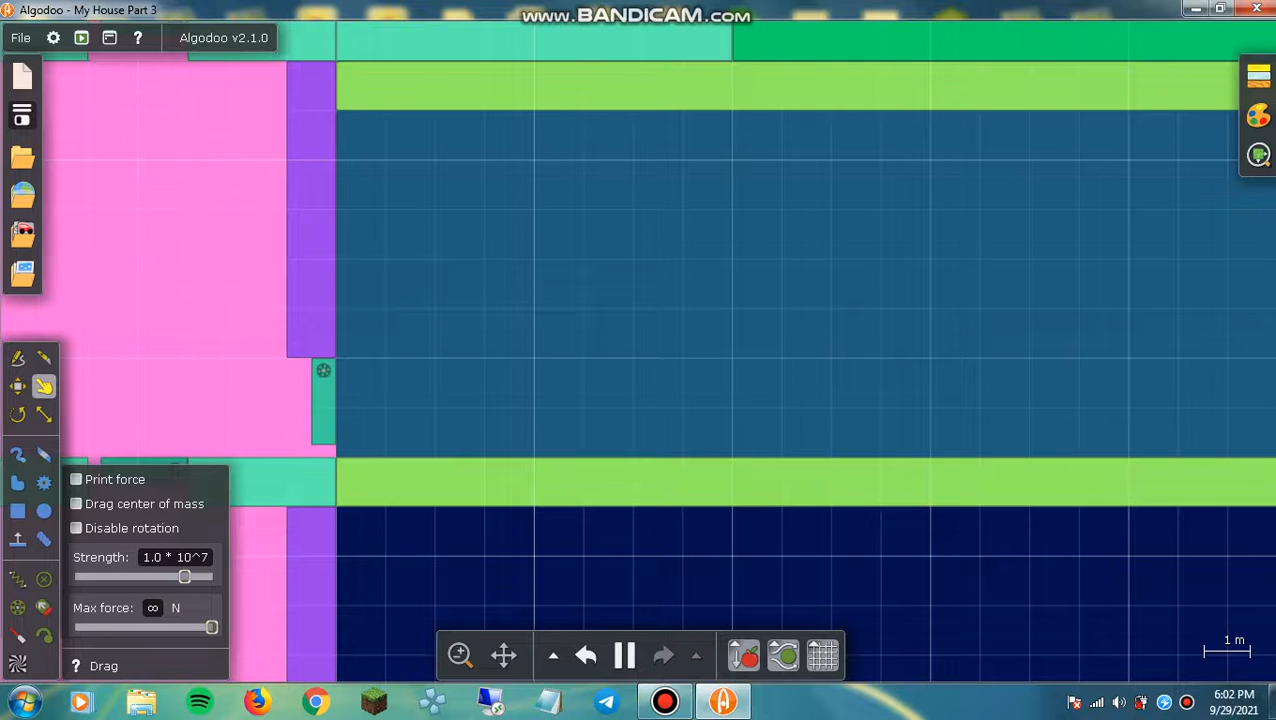 Algodoo - My House Part 3
www.BANDICAM.com
File
?
Algodoo v2.1.0
Print force
Drag center of mass
Disable rotation
Strength: 1.0 * 10^7
Max force: ∞ N
? Drag
1 m
6:02 PM
9/29/2021